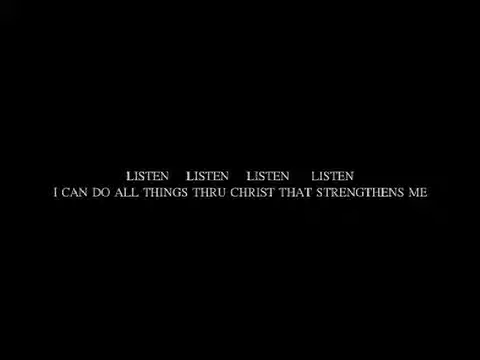 LISTEN LISTEN LISTEN LISTEN
I CAN DO ALL THINGS THRU CHRIST THAT STRENGTHENS ME